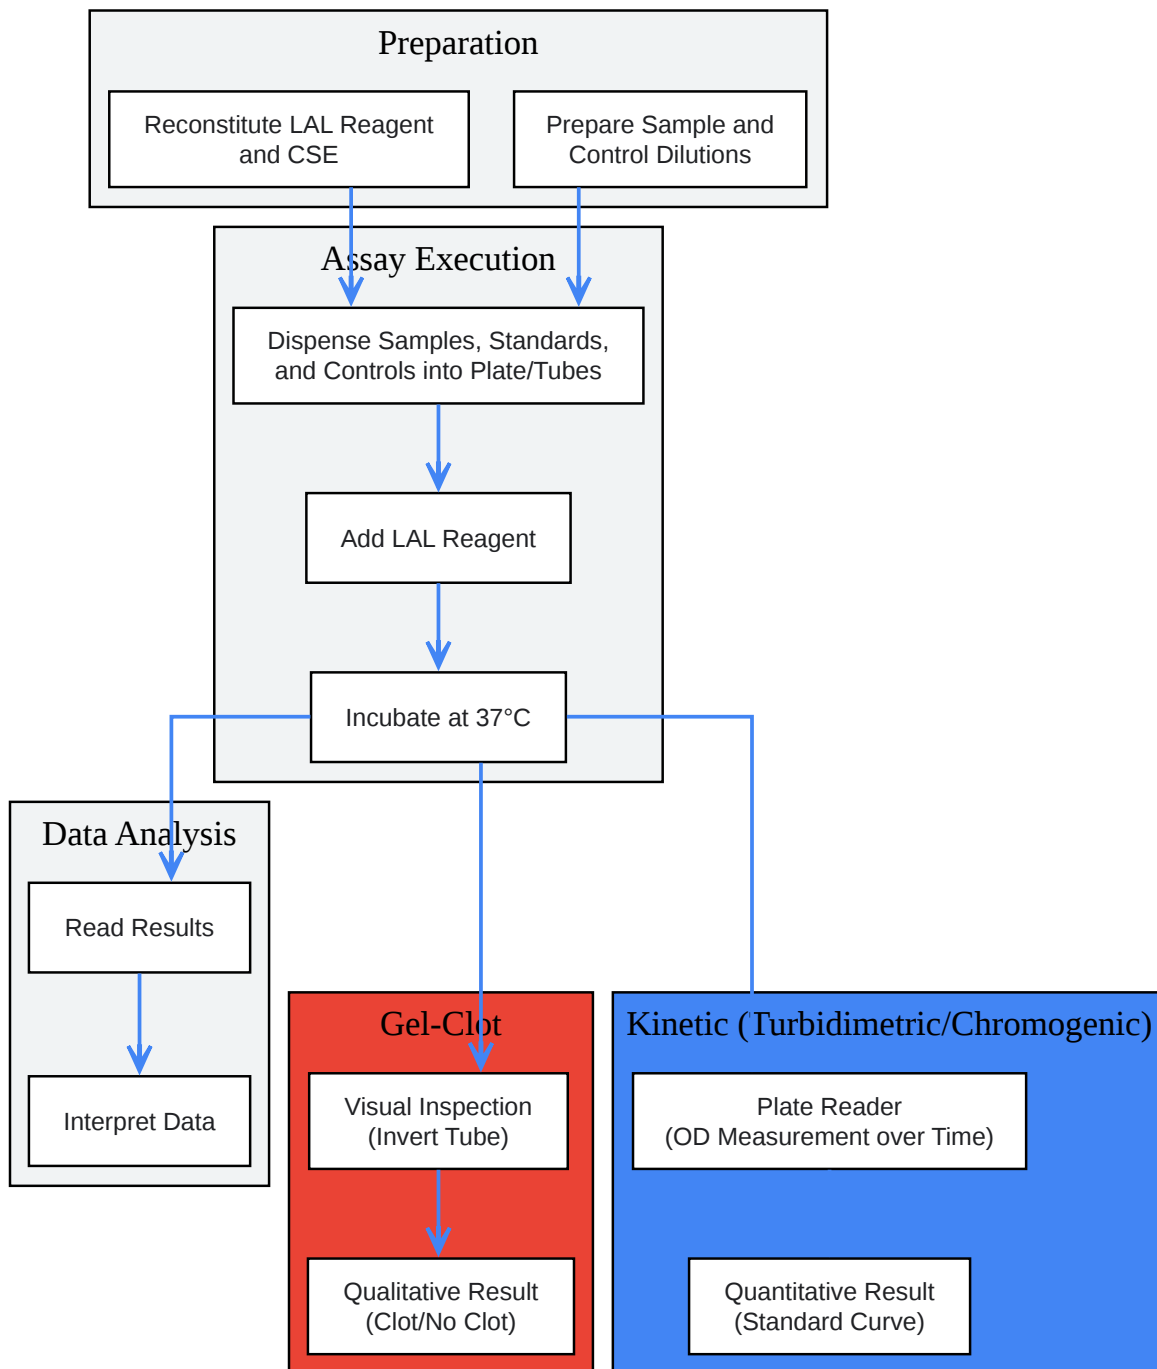 Preparation
Reconstitute LAL Reagent
and CSE
Prepare Sample and
Control Dilutions
Assay Execution
Dispense Samples, Standards,
and Controls into Plate/Tubes
Add LAL Reagent
Incubate at 37°C
Data Analysis
Read Results
Interpret Data
Gel-Clot
Visual Inspection
(Invert Tube)
Qualitative Result
(Clot/No Clot)
Kinetic (Turbidimetric/Chromogenic)
Plate Reader
(OD Measurement over Time)
Quantitative Result
(Standard Curve)